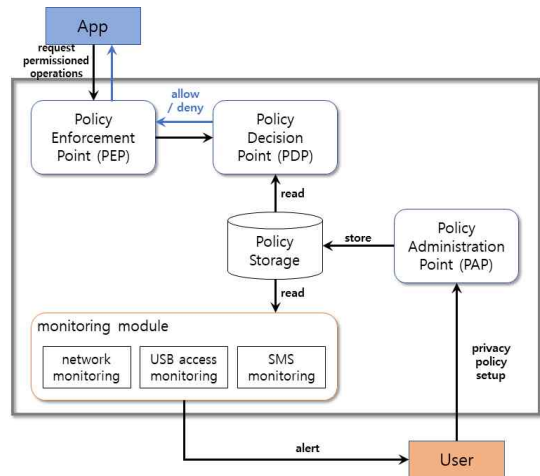 App
request
permissioned
operations
allow
/ deny
Policy
Enforcement
Point (PEP)
Policy
Decision
Point (PDP)
read
Policy
Storage
store
Policy
Administration
Point (PAP)
read
monitoring module
network
monitoring
USB access
monitoring
SMS
monitoring
privacy
policy
setup
alert
User